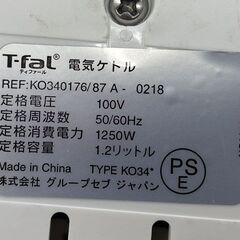 T-fal 電気ケトル
ティファール
REF:KO340176/87 A - 0218
定格電圧 100V
定格周波数 50/60Hz
定格消費電力 1250W
定格容量 1.2リットル
Made in China TYPE KO34*
株式会社 グループセブ ジャパン
PS
E